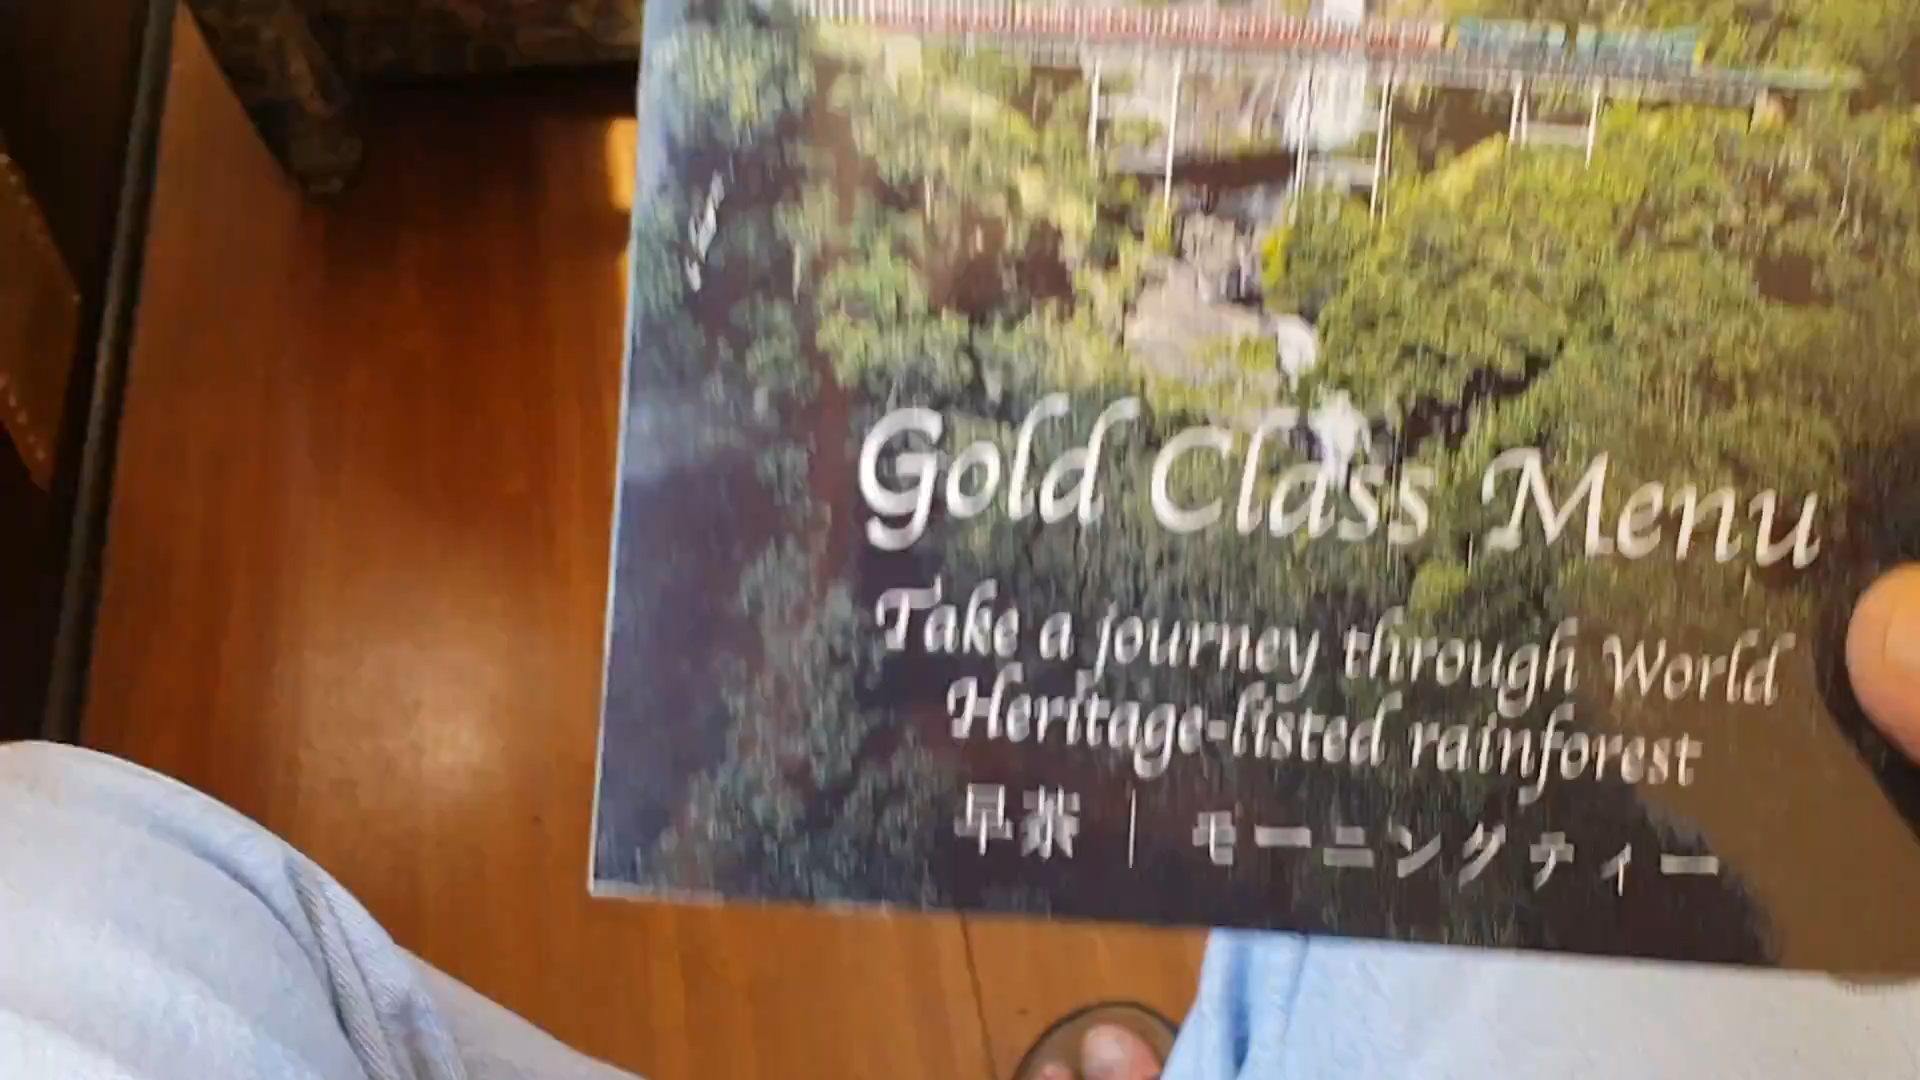 Gold Class Menu
Take a journey through World
Heritage-listed rainforest
早茶 | モーニングティー